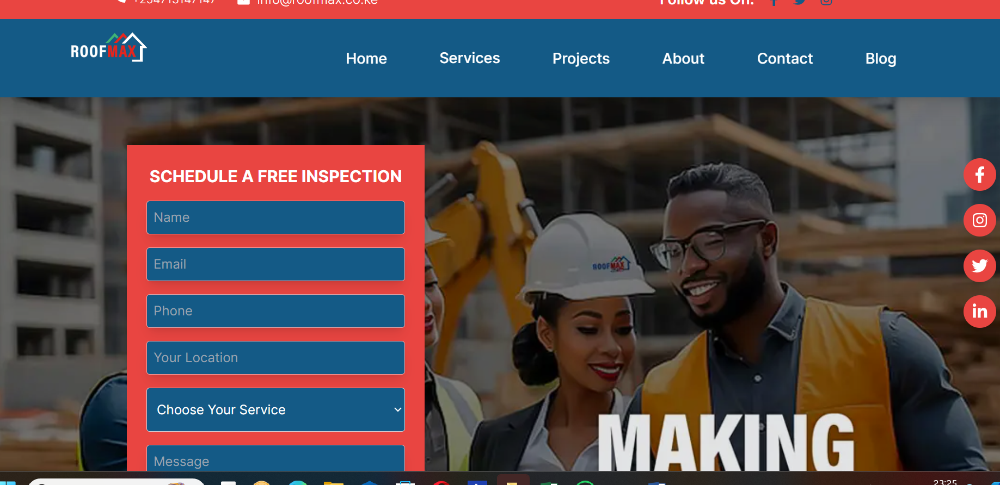 info@roofmax.co.ke
Follow us On:
ROOFMAX
Home
Services
Projects
About
Contact
Blog
SCHEDULE A FREE INSPECTION
Name
Email
Phone
Your Location
Choose Your Service
Message
ROOFMAX
MAKING
23:25